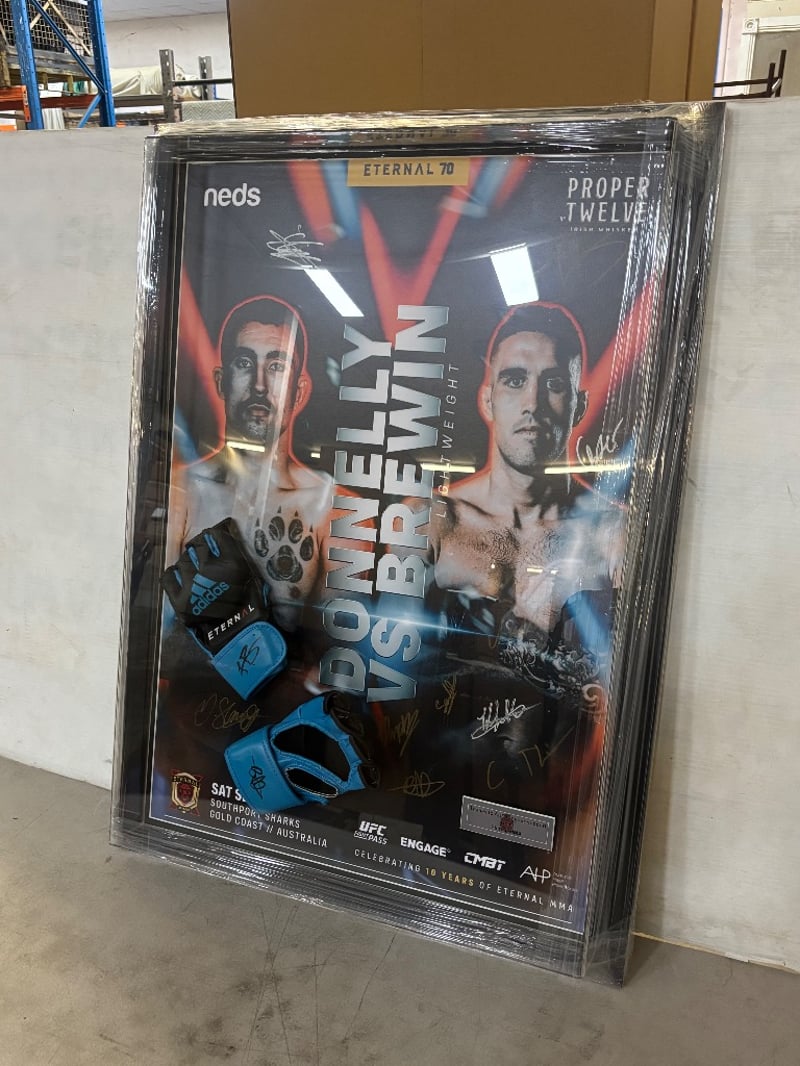 ETERNAL 70
neds
PROPER
TWELVE
IRISH WHISKEY
DONNELLY
VS BREWIN
LIGHTWEIGHT
adidas
ETERNAL
SAT S
SOUTHPORT SHARKS
GOLD COAST // AUSTRALIA
UFC
FIGHT PASS
ENGAGE
CMBT
AHP
CELEBRATING 10 YEARS OF ETERNAL MMA